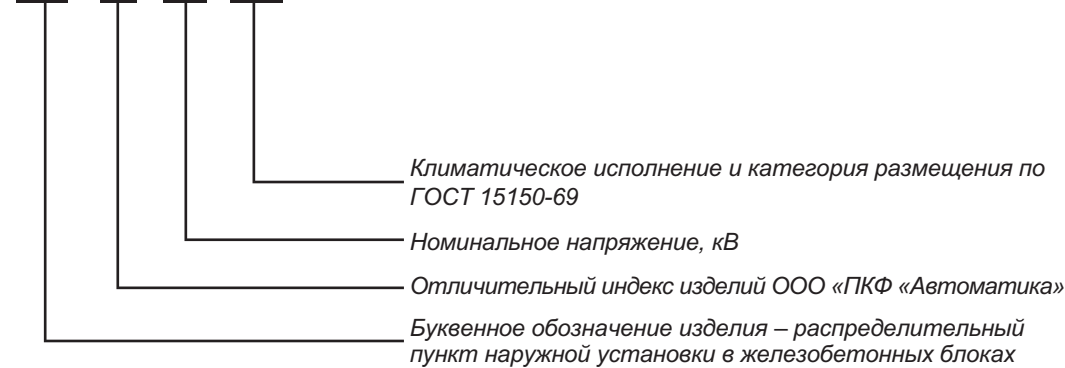 Климатическое исполнение и категория размещения по
ГОСТ 15150-69
Номинальное напряжение, кВ
Отличительный индекс изделий ООО «ПКФ «Автоматика»
Буквенное обозначение изделия – распределительный
пункт наружной установки в железобетонных блоках